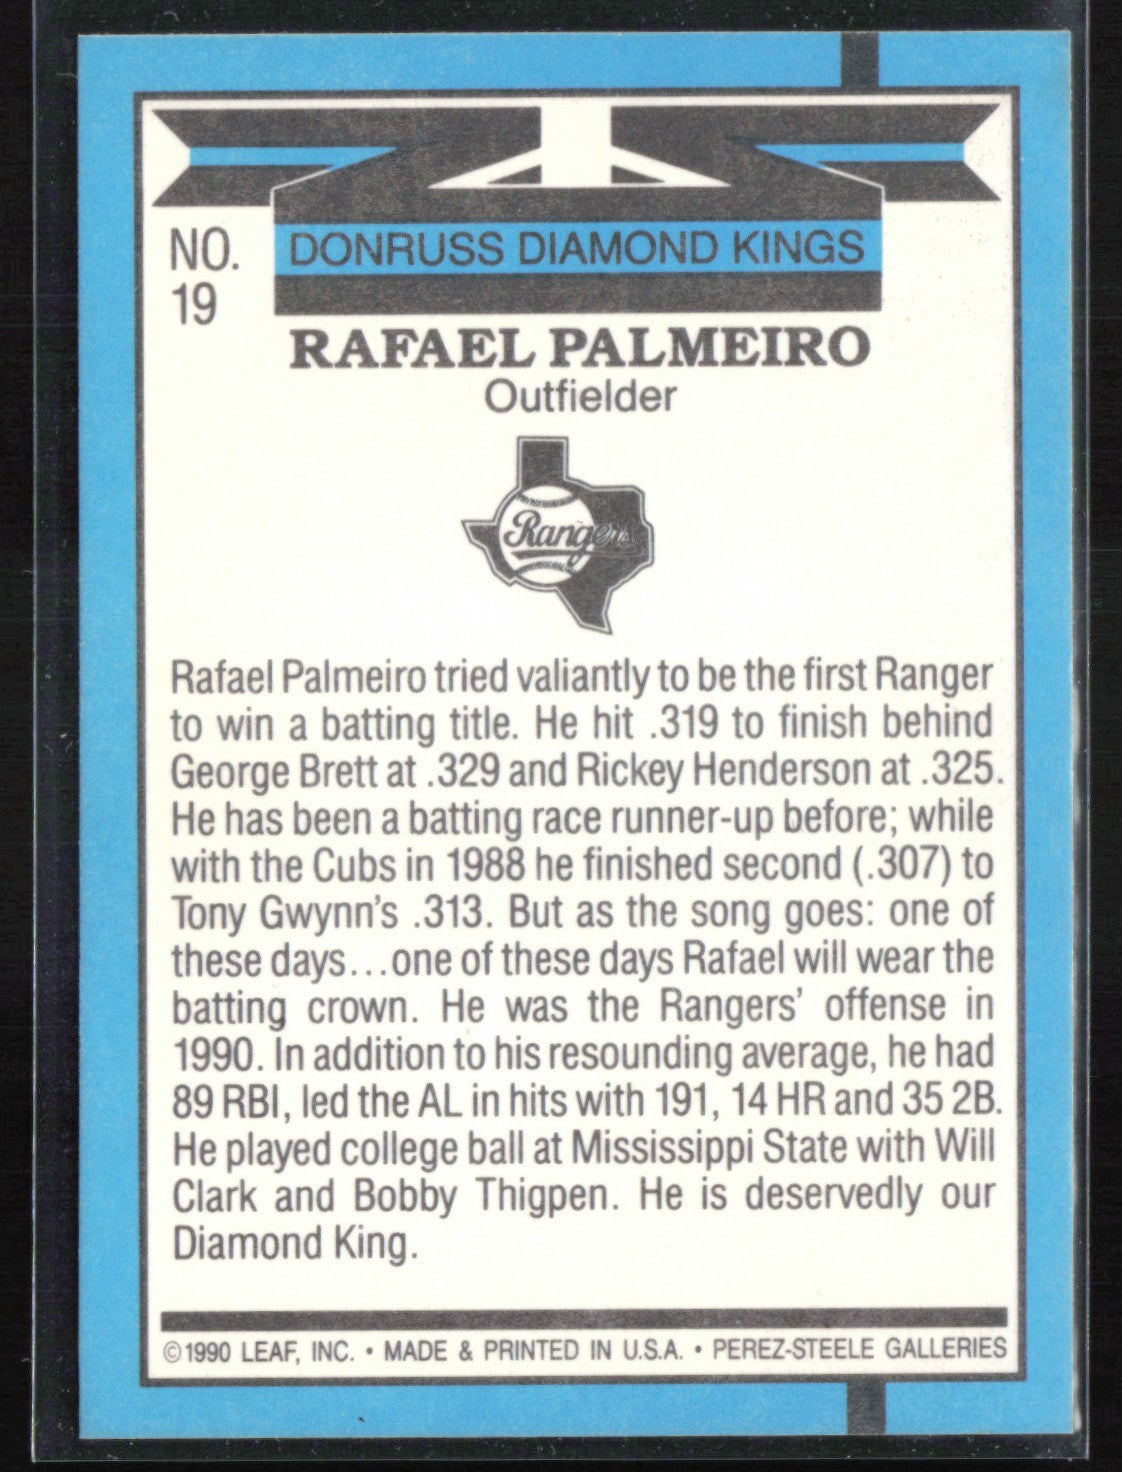 NO.
19
DONRUSS DIAMOND KINGS
RAFAEL PALMEIRO
Outfielder
Rangers
Rafael Palmeiro tried valiantly to be the first Ranger
to win a batting title. He hit .319 to finish behind
George Brett at .329 and Rickey Henderson at .325.
He has been a batting race runner-up before; while
with the Cubs in 1988 he finished second (.307) to
Tony Gwynn's .313. But as the song goes: one of
these days...one of these days Rafael will wear the
batting crown. He was the Rangers' offense in
1990. In addition to his resounding average, he had
89 RBI, led the AL in hits with 191, 14 HR and 35 2B.
He played college ball at Mississippi State with Will
Clark and Bobby Thigpen. He is deservedly our
Diamond King.
©1990 LEAF, INC. • MADE & PRINTED IN U.S.A. • PEREZ-STEELE GALLERIES